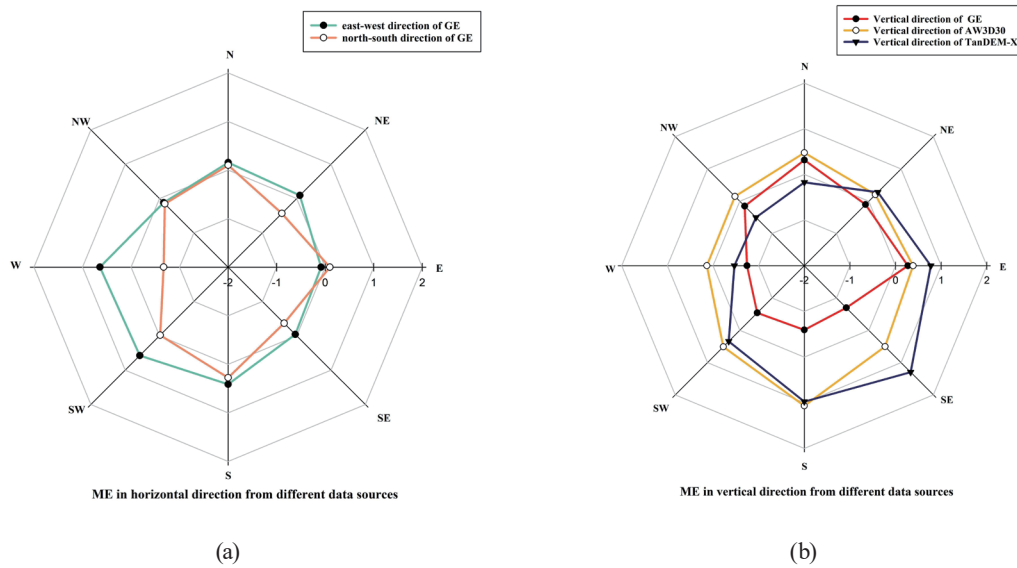 east-west direction of GE
north-south direction of GE
N
NW
NE
W
-2
-1
0
1
2
E
SW
SE
S
ME in horizontal direction from different data sources
(a)
Vertical direction of GE
Vertical direction of AW3D30
Vertical direction of TanDEM-X
N
NW
NE
W
-2
-1
0
1
2
E
SW
SE
S
ME in vertical direction from different data sources
(b)